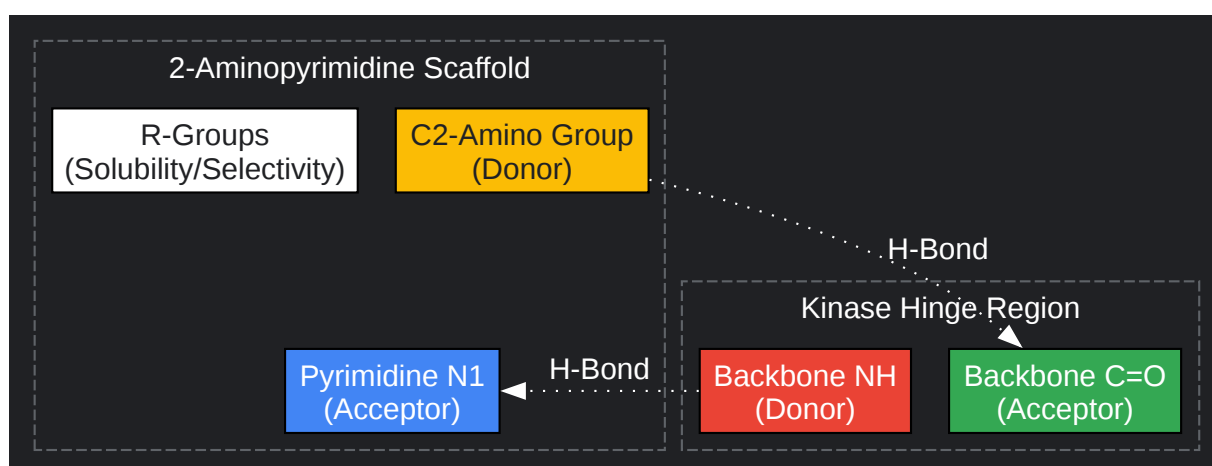 2-Aminopyrimidine Scaffold
R-Groups
(Solubility/Selectivity)
C2-Amino Group
(Donor)
H-Bond
Kinase Hinge Region
Pyrimidine N1
(Acceptor)
H-Bond
Backbone NH
(Donor)
Backbone C=O
(Acceptor)